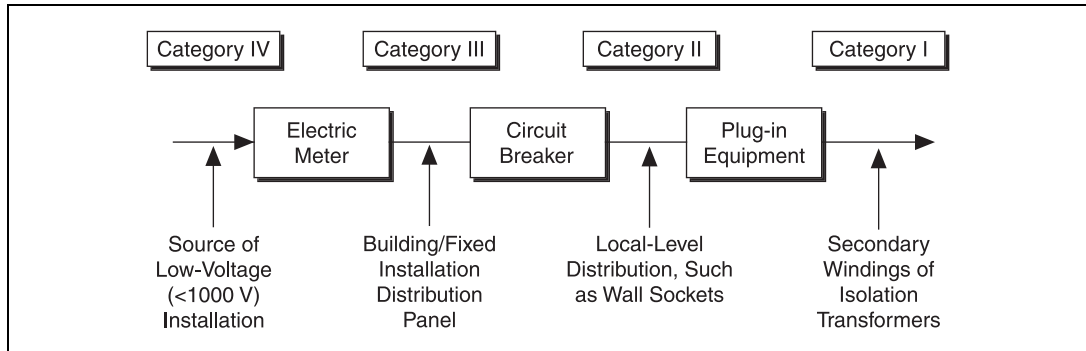 Category IV
Category III
Category II
Category I
Electric
Meter
Circuit
Breaker
Plug-in
Equipment
Source of
Low-Voltage
(<1000 V)
Installation
Building/Fixed
Installation
Distribution
Panel
Local-Level
Distribution, Such
as Wall Sockets
Secondary
Windings of
Isolation
Transformers